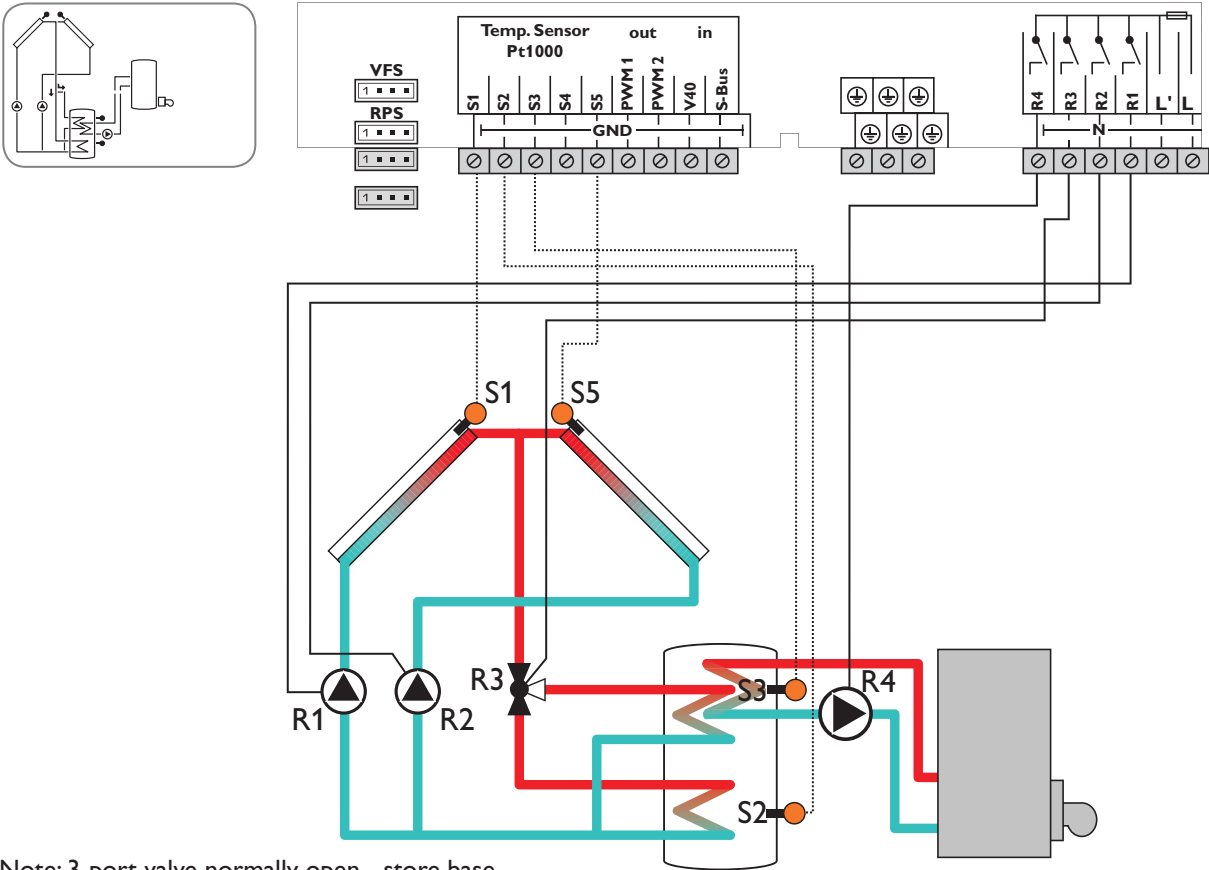 Temp. Sensor
Pt1000
out
in
VFS
1
RPS
1
1
1
S1
S2
S3
S4
S5
PWM 1
PWM 2
V40
S-Bus
GND
R4
R3
R2
R1
L'
L
N
S1
S5
R3
S3
R4
R1
R2
S2
Note: 3-port valve normally open - store base